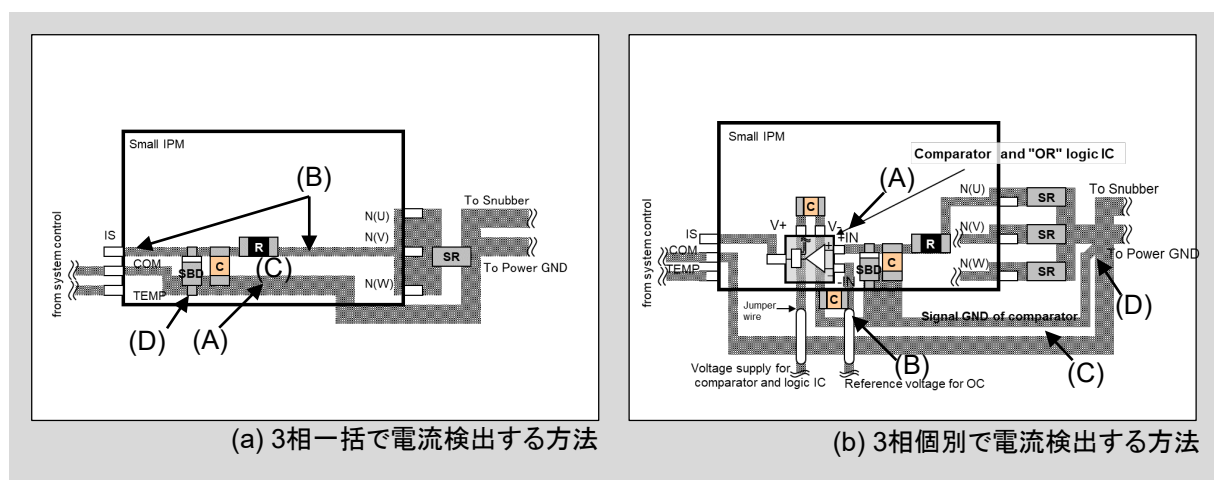 Small IPM
(B)
from system control
IS
COM
TEMP
R
C
SBD
(C)
(D)
(A)
N(U)
N(V)
N(W)
SR
To Snubber
To Power GND
(a) 3相一括で電流検出する方法
Small IPM
Comparator and "OR" logic IC
(A)
from system control
IS
COM
TEMP
C
V+
V-
+IN
-IN
SBD
C
R
C
N(U)
N(V)
N(W)
SR
SR
SR
To Snubber
To Power GND
(D)
Jumper
wire
Signal GND of comparator
(B)
(C)
Voltage supply for
comparator and logic IC
Reference voltage for OC
(b) 3相個別で電流検出する方法